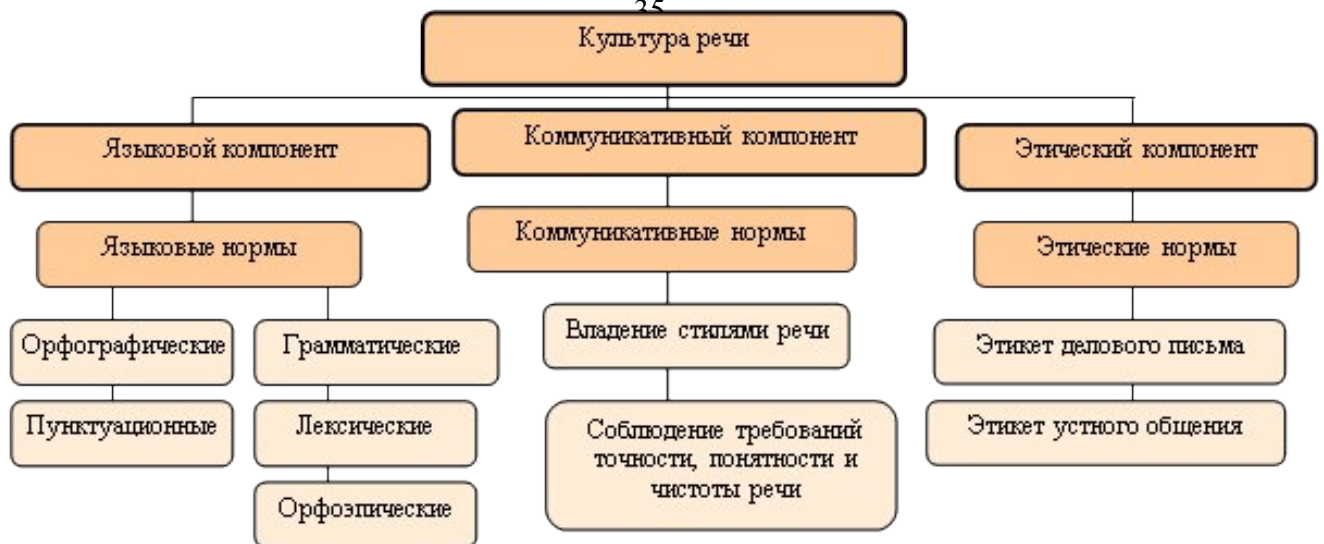 35
Культура речи
Языковой компонент
Коммуникативный компонент
Этический компонент
Языковые нормы
Коммуникативные нормы
Этические нормы
Орфографические
Грамматические
Владение стилями речи
Этикет делового письма
Пунктуационные
Лексические
Соблюдение требований
точности, понятности и
чистоты речи
Этикет устного общения
Орфоэпические